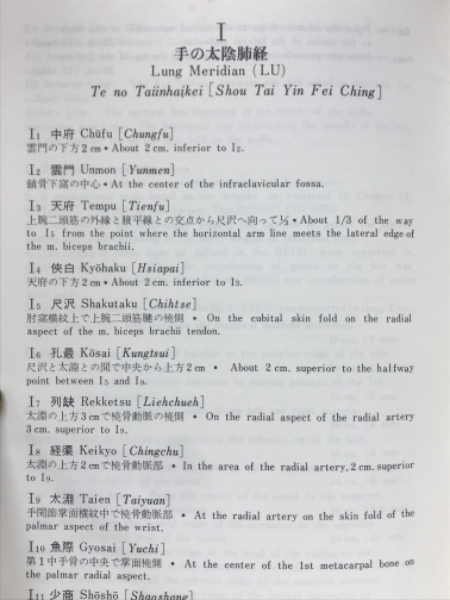 I
手の太陰肺経
Lung Meridian (LU)
Te no Taiinhaikei [Shou Tai Yin Fei Ching]
I1 中府 Chūfu [Chungfu]
雲門の下方2cm・About 2 cm. inferior to I2.
I2 雲門 Unmon [Yunmen]
鎖骨下窩の中心・At the center of the infraclavicular fossa.
I3 天府 Tempu [Tienfu]
上腕二頭筋の外縁と腋平線との交点から尺沢へ向って⅓・About 1/3 of the way
to I5 from the point where the horizontal arm line meets the lateral edge of
the m. biceps brachii.
I4 俠白 Kyōhaku [Hsiapai]
天府の下方2cm・About 2 cm. inferior to I3.
I5 尺沢 Shakutaku [Chihtse]
肘窩横紋上で上腕二頭筋腱の橈側・On the cubital skin fold on the radial
aspect of the m. biceps brachii tendon.
I6 孔最 Kōsai [Kungtsui]
尺沢と太淵との間で中央から上方2cm・About 2 cm. superior to the halfway
point between I5 and I9.
I7 列缺 Rekketsu [Liehchueh]
太淵の上方3cmで橈骨動脈の橈側・On the radial aspect of the radial artery
3 cm. superior to I9.
I8 経渠 Keikyo [Chingchu]
太淵の上方2cmで橈骨動脈部・In the area of the radial artery, 2 cm. superior
to I9.
I9 太淵 Taien [Taiyuan]
手関節掌面横紋中で橈骨動脈部・At the radial artery on the skin fold of the
palmar aspect of the wrist.
I10 魚際 Gyosai [Yuchi]
第1中手骨の中央で掌面橈側・At the center of the 1st metacarpal bone on
the palmar radial aspect.
I11 少商 Shōshō [Shaoshang]